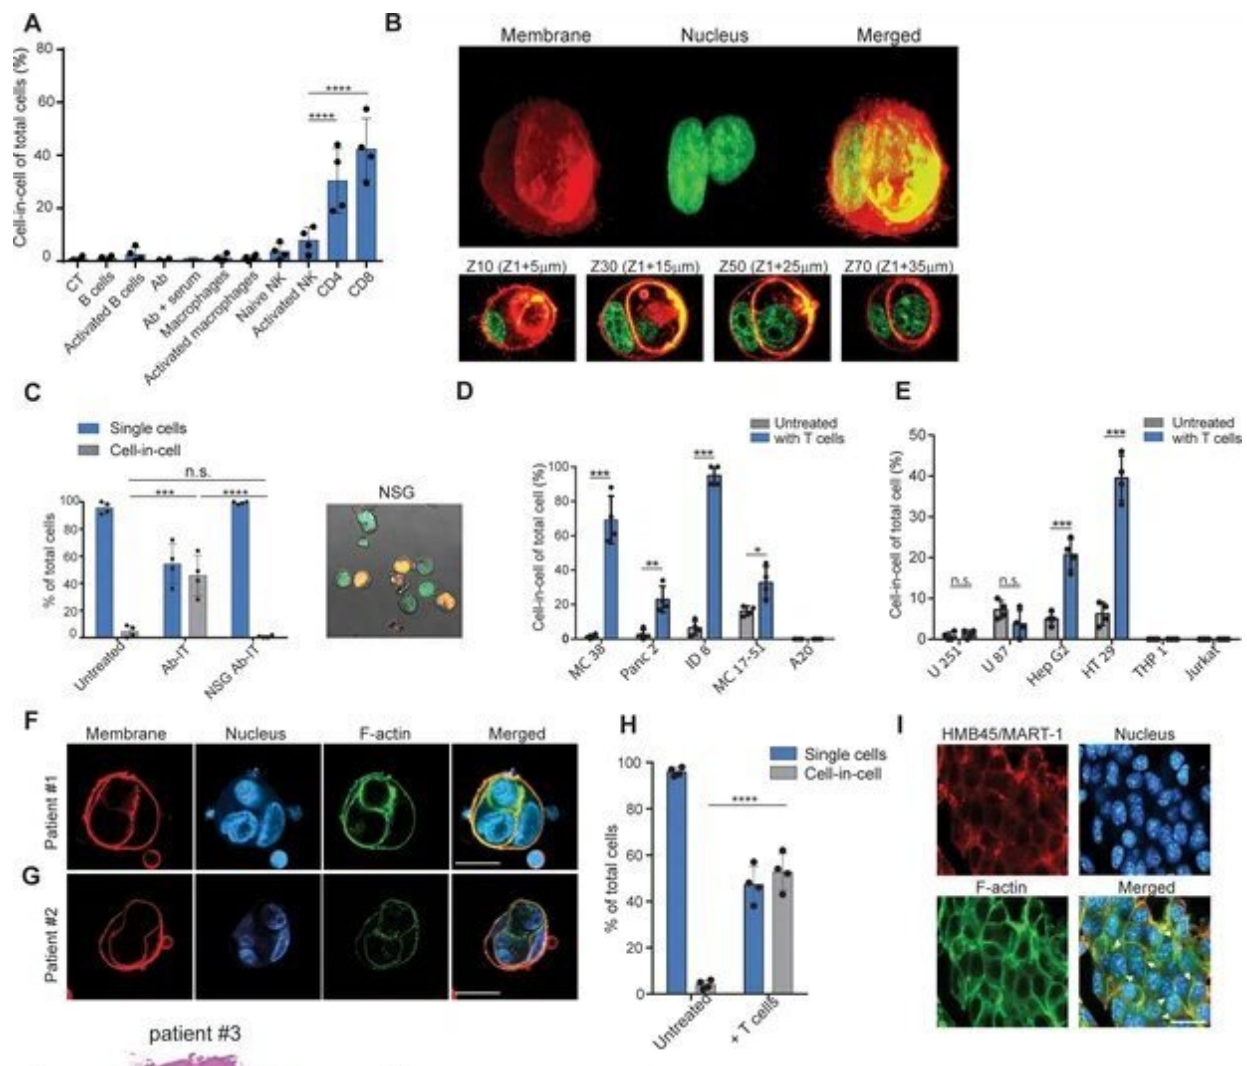 A
Cell-in-cell of total cells (%)
80
60
40
20
0
****
****
CT
B cells
Activated B cells
Ab
Ab + serum
Macrophages
Activated macrophages
Naive NK
Activated NK
CD4
CD8
B
Membrane Nucleus Merged
Z10 (Z1+5μm) Z30 (Z1+15μm) Z50 (Z1+25μm) Z70 (Z1+35μm)
C
Single cells
Cell-in-cell
n.s.
*** ****
% of total cells
100
80
60
40
20
0
Untreated
Ab-IT
NSG Ab-IT
NSG
D
Untreated
with T cells
Cell-in-cell of total cell (%)
100
80
60
40
20
0
***
**
***
*
MC 38
Panc 2
ID 8
MC 17-51
A20
E
Untreated
with T cells
Cell-in-cell of total cell (%)
50
40
30
20
10
0
n.s.
n.s.
***
***
U 251
U 87
Hep G2
HT 29
THP 1
Jurkat
F
Membrane Nucleus F-actin Merged
Patient #1
G
Patient #2
H
Single cells
Cell-in-cell
% of total cells
100
80
60
40
20
0
****
Untreated
+ T cells
I
HMB45/MART-1 Nucleus
F-actin Merged
patient #3